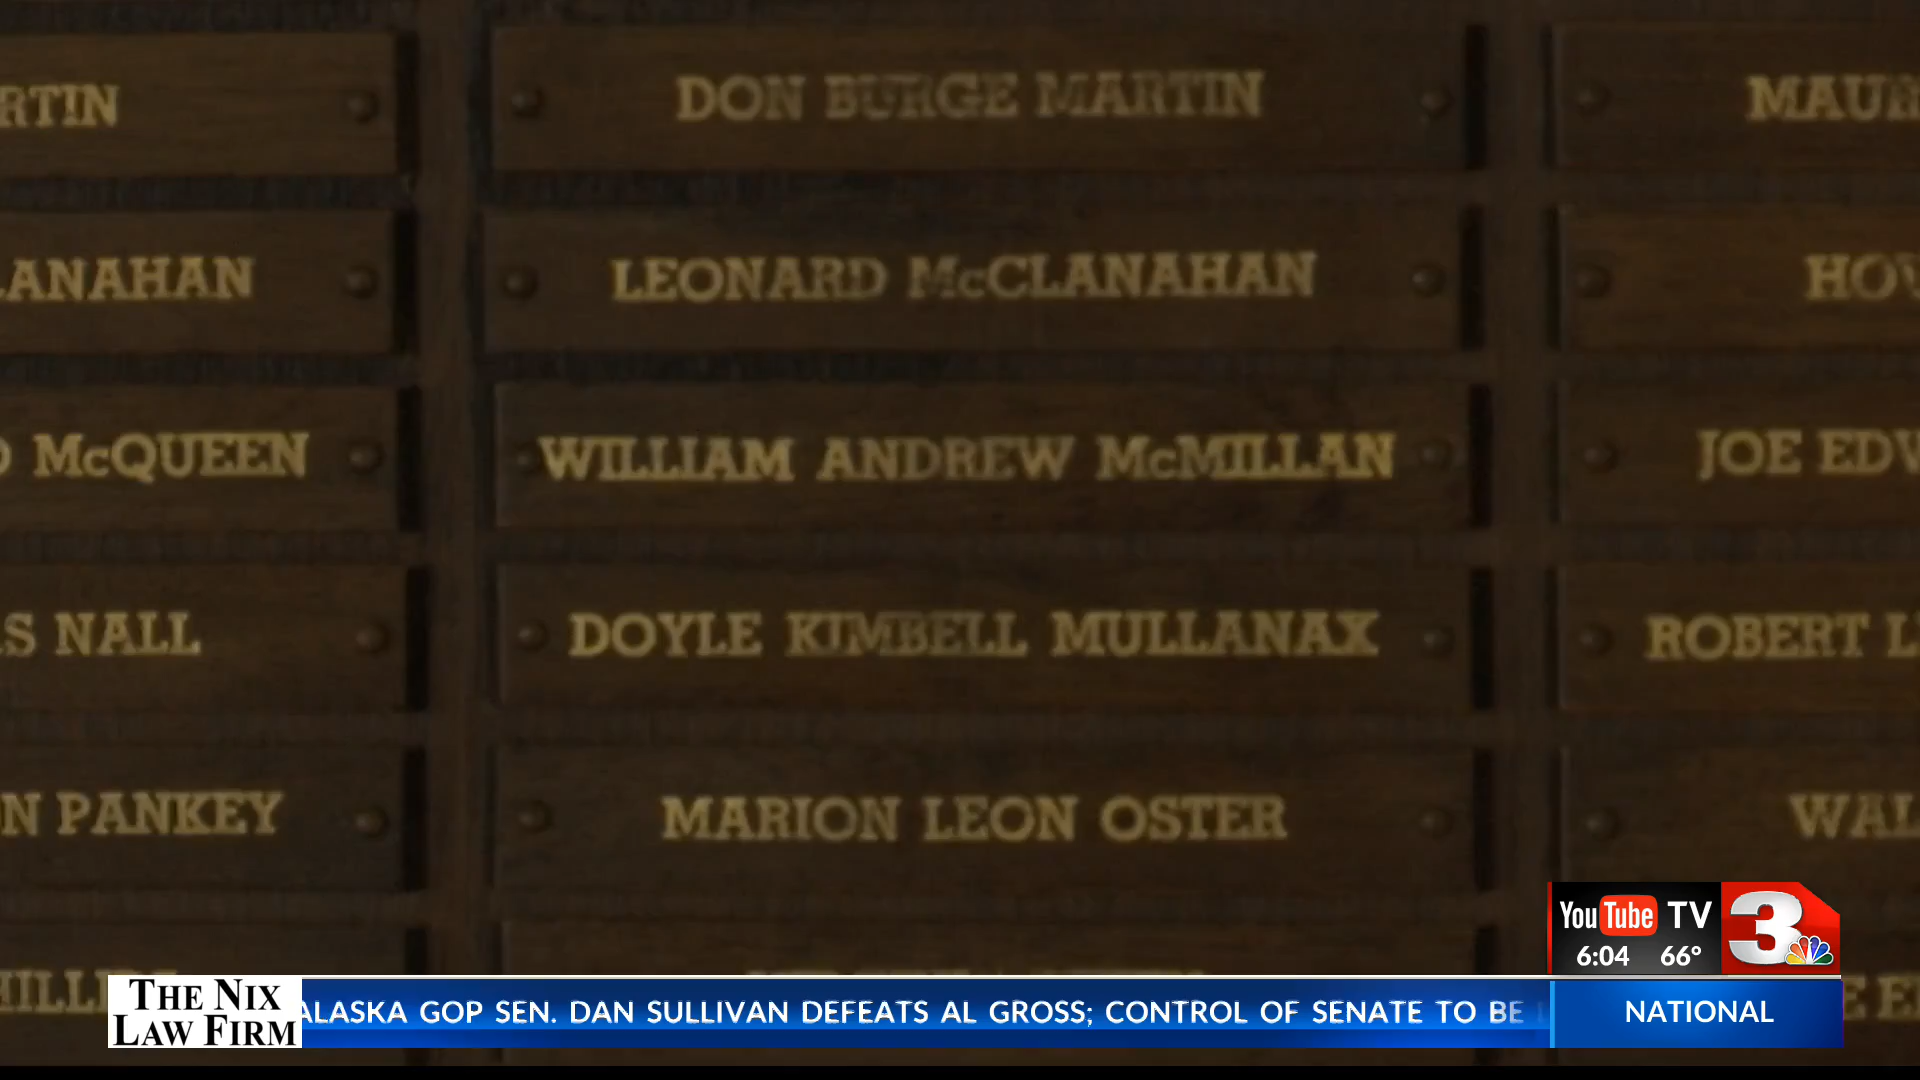 RTIN
DON BURGE MARTIN
LANAHAN
LEONARD McCLANAHAN
McQUEEN
WILLIAM ANDREW McMILLAN
JOE
S NALL
DOYLE KIMBELL MULLANAX
ROBERT
N PANKEY
MARION LEON OSTER
YouTube TV
3
6:04 66°
THE NIX
LAW FIRM
ALASKA GOP SEN. DAN SULLIVAN DEFEATS AL GROSS; CONTROL OF SENATE TO BE
NATIONAL